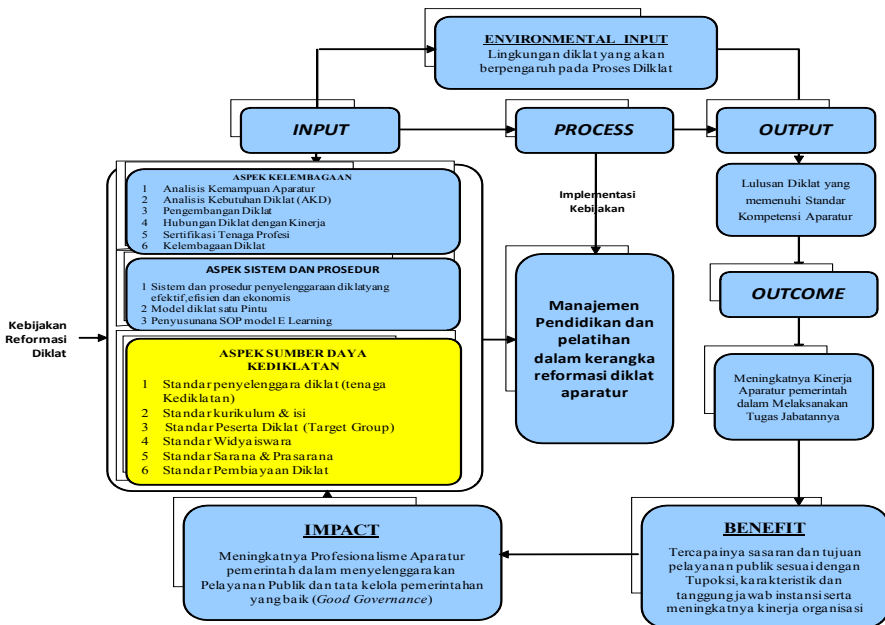 ENVIRONMENTAL INPUT
Lingkungan diklat yang akan
berpengaruh pada Proses Dilklat
INPUT
PROCESS
OUTPUT
ASPEK KELEMBAGAAN
1 Analisis Kemampuan Aparatur
2 Analisis Kebutuhan Diklat (AKD)
3 Pengembangan Diklat
4 Hubungan Diklat dengan Kinerja
5 Sertifikasi Tenaga Profesi
6 Kelembagaan Diklat
ASPEK SISTEM DAN PROSEDUR
1 Sistem dan prosedur penyelenggaraan diklatyang
efektif,efisien dan ekonomis
2 Model diklat satu Pintu
3 Penyusunana SOP model E Learning
Kebijakan
Reformasi
Diklat
ASPEK SUMBER DAYA
KEDIKLATAN
1 Standar penyelenggara diklat (tenaga
Kediklatan)
2 Standar kurikulum & isi
3 Standar Peserta Diklat (Target Group)
4 Standar Widyaiswara
5 Standar Sarana & Prasarana
6 Standar Pembiayaan Diklat
Implementasi
Kebijakan
Manajemen
Pendidikan dan
pelatihan
dalam kerangka
reformasi diklat
aparatur
Lulusan Diklat yang
memenuhi Standar
Kompetensi Aparatur
OUTCOME
Meningkatnya Kinerja
Aparatur pemerintah
dalam Melaksanakan
Tugas Jabatannya
BENEFIT
Tercapainya sasaran dan tujuan
pelayanan publik sesuai dengan
Tupoksi, karakteristik dan
tanggung jawab instansi serta
meningkatnya kinerja organisasi
IMPACT
Meningkatnya Profesionalisme Aparatur
pemerintah dalam menyelenggarakan
Pelayanan Publik dan tata kelola pemerintahan
yang baik (Good Governance)